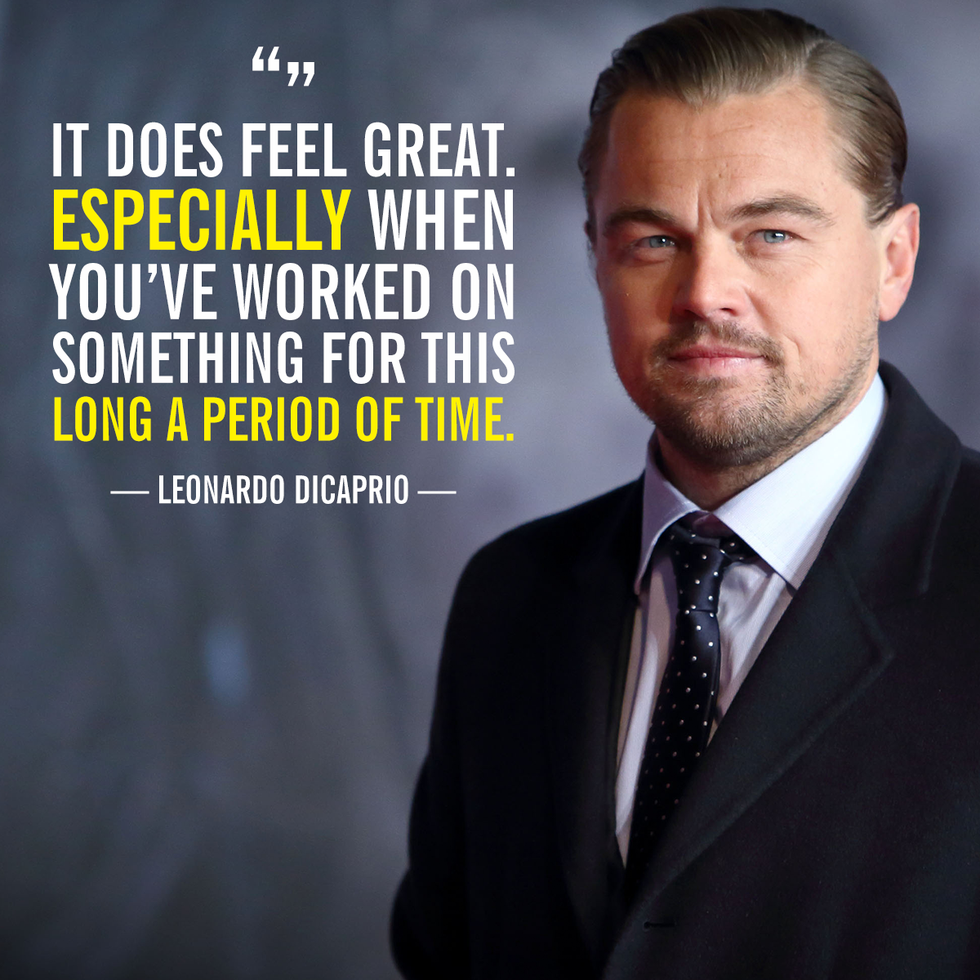 “”
IT DOES FEEL GREAT.
ESPECIALLY WHEN
YOU’VE WORKED ON
SOMETHING FOR THIS
LONG A PERIOD OF TIME.
— LEONARDO DICAPRIO —